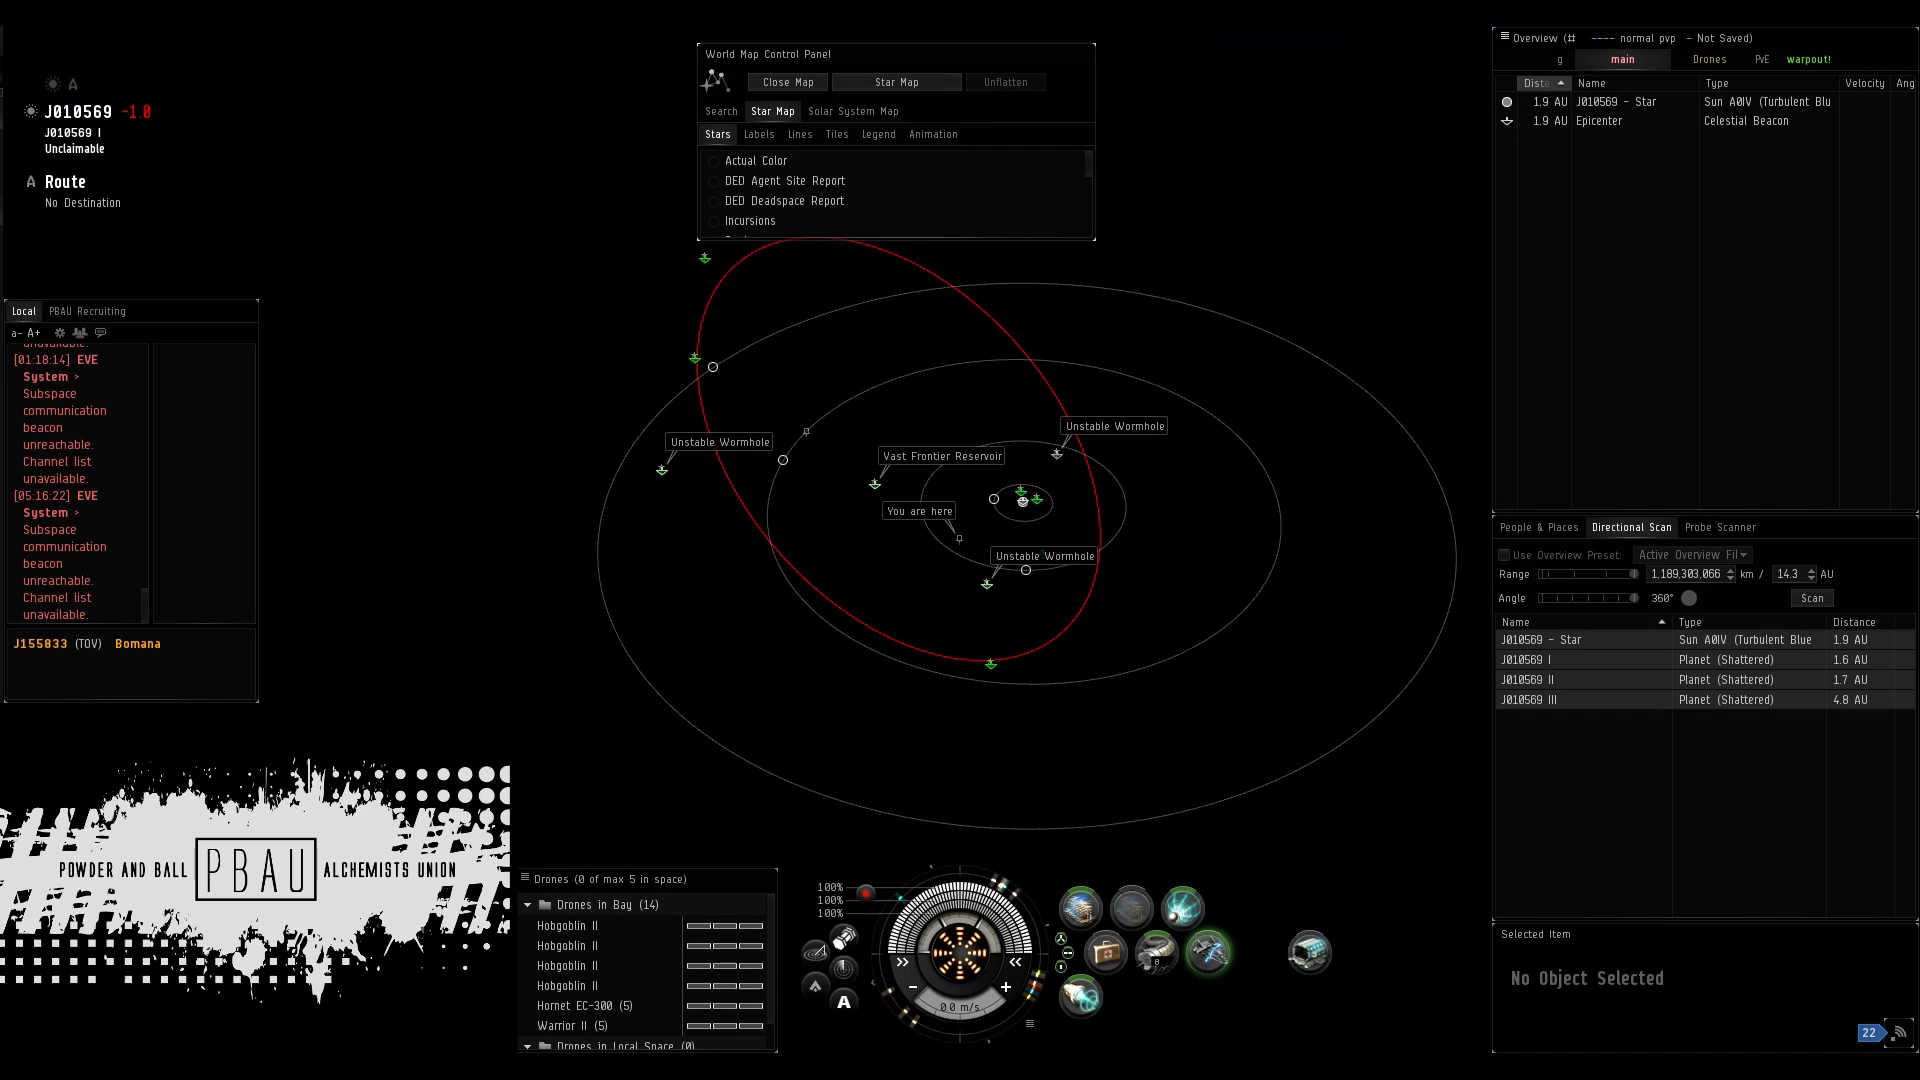 A
J010569 -1.0
J010569 I
Unclaimable
A Route
No Destination
World Map Control Panel
Close Map Star Map Unflatten
Search Star Map Solar System Map
Stars Labels Lines Tiles Legend Animation
Actual Color
DED Agent Site Report
DED Deadspace Report
Incursions
Local PBAU Recruiting
a- A+
unavailable.
[01:18:14] EVE
System >
Subspace
communication
beacon
unreachable.
Channel list
unavailable.
[05:16:22] EVE
System >
Subspace
communication
beacon
unreachable.
Channel list
unavailable.
J155833 (TOV) Bomana
Unstable Wormhole
Unstable Wormhole
Vast Frontier Reservoir
You are here
Unstable Wormhole
POWDER AND BALL PBAU ALCHEMISTS UNION
Drones (0 of max 5 in space)
Drones in Bay (14)
Hobgoblin II
Hobgoblin II
Hobgoblin II
Hobgoblin II
Hornet EC-300 (5)
Warrior II (5)
Drones in Local Space (0)
100%
100%
100%
A
0.0 m/s
8
Overview (# ---- normal pvp - Not Saved)
g main Drones PvE warpout!
Dista Name Type Velocity Ang
1.9 AU J010569 - Star Sun A0IV (Turbulent Blu
1.9 AU Epicenter Celestial Beacon
People & Places Directional Scan Probe Scanner
Use Overview Preset: Active Overview Fil
Range 1,189,303,066 km / 14.3 AU
Angle 360° Scan
Name Type Distance
J010569 - Star Sun A0IV (Turbulent Blue 1.9 AU
J010569 I Planet (Shattered) 1.6 AU
J010569 II Planet (Shattered) 1.7 AU
J010569 III Planet (Shattered) 4.8 AU
Selected Item
No Object Selected
22